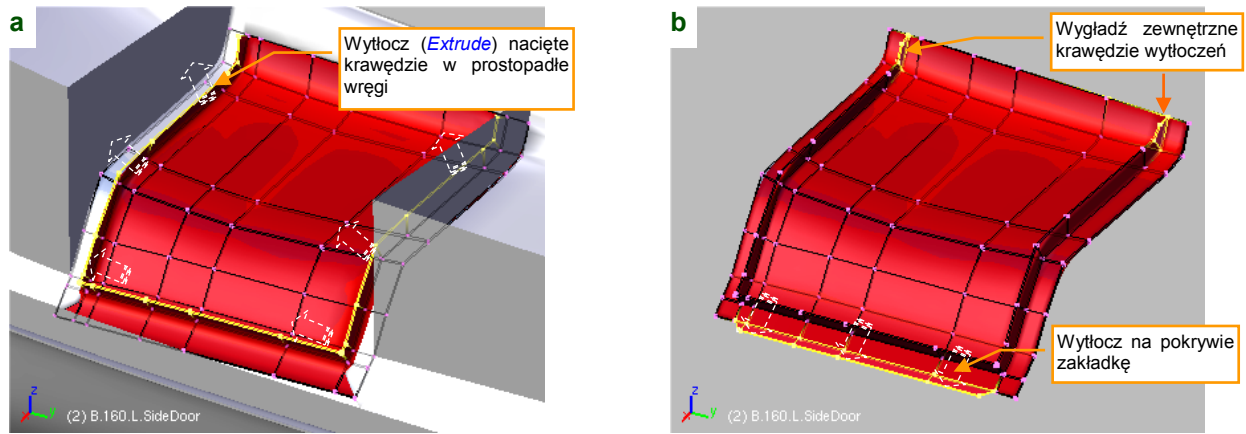 a
Wytłocz (Extrude) nacięte
krawędzie w prostopadłe
wręgi
z
y
x
(2) B.160.L.SideDoor
b
Wygładź zewnętrzne
krawędzie wytłoczeń
Wytłocz na pokrywie
zakładkę
z
y
x
(2) B.160.L.SideDoor